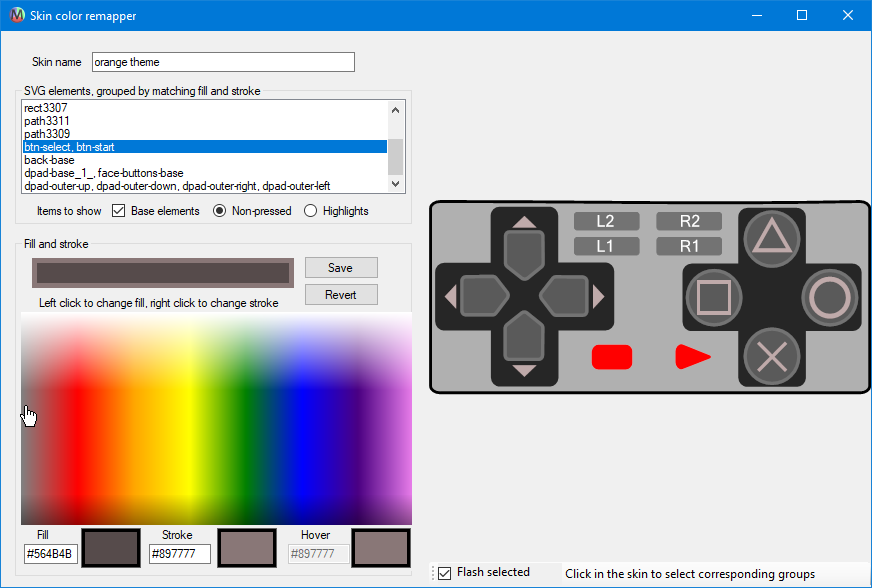 Skin color remapper
Skin name orange theme
SVG elements, grouped by matching fill and stroke
rect3307
path3311
path3309
btn-select, btn-start
back-base
dpad-base_1_, face-buttons-base
dpad-outer-up, dpad-outer-down, dpad-outer-right, dpad-outer-left
Items to show Base elements Non-pressed Highlights
Fill and stroke
Save
Revert
Left click to change fill, right click to change stroke
Fill Stroke Hover
#564B4B #897777 #897777
L2 R2
L1 R1
Flash selected Click in the skin to select corresponding groups